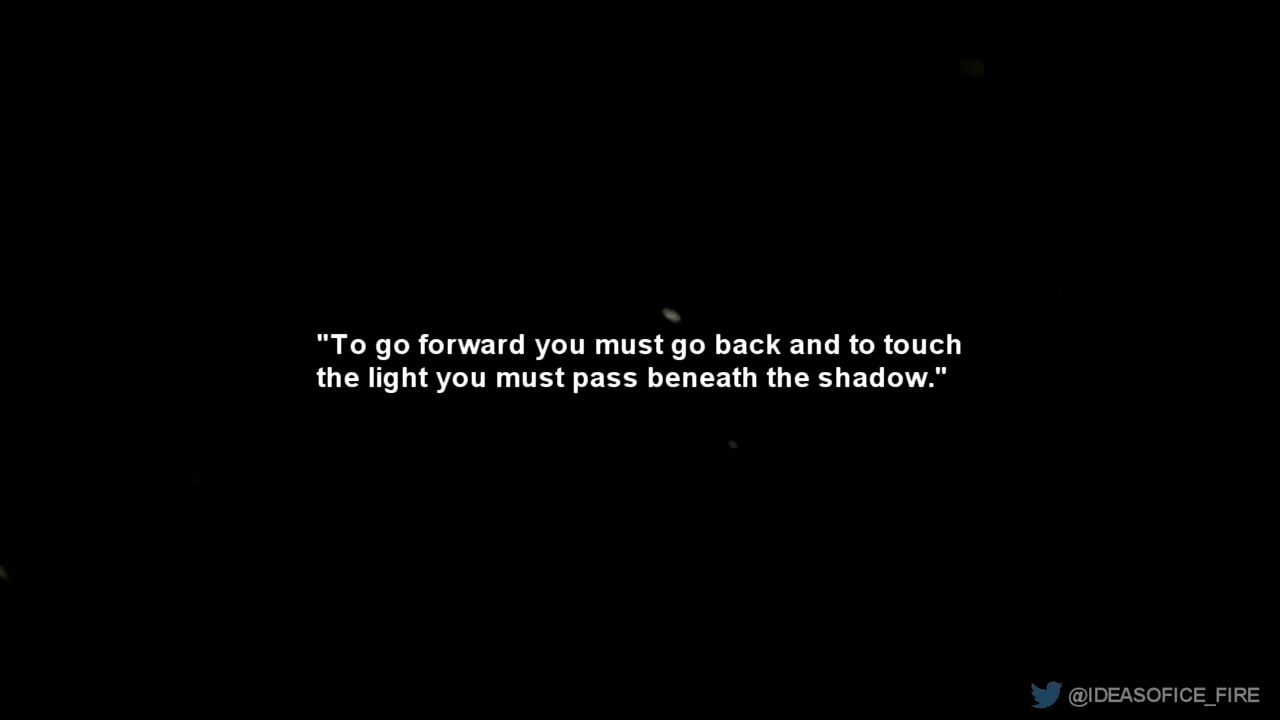 "To go forward you must go back and to touch
the light you must pass beneath the shadow."
@IDEASOFICE_FIRE